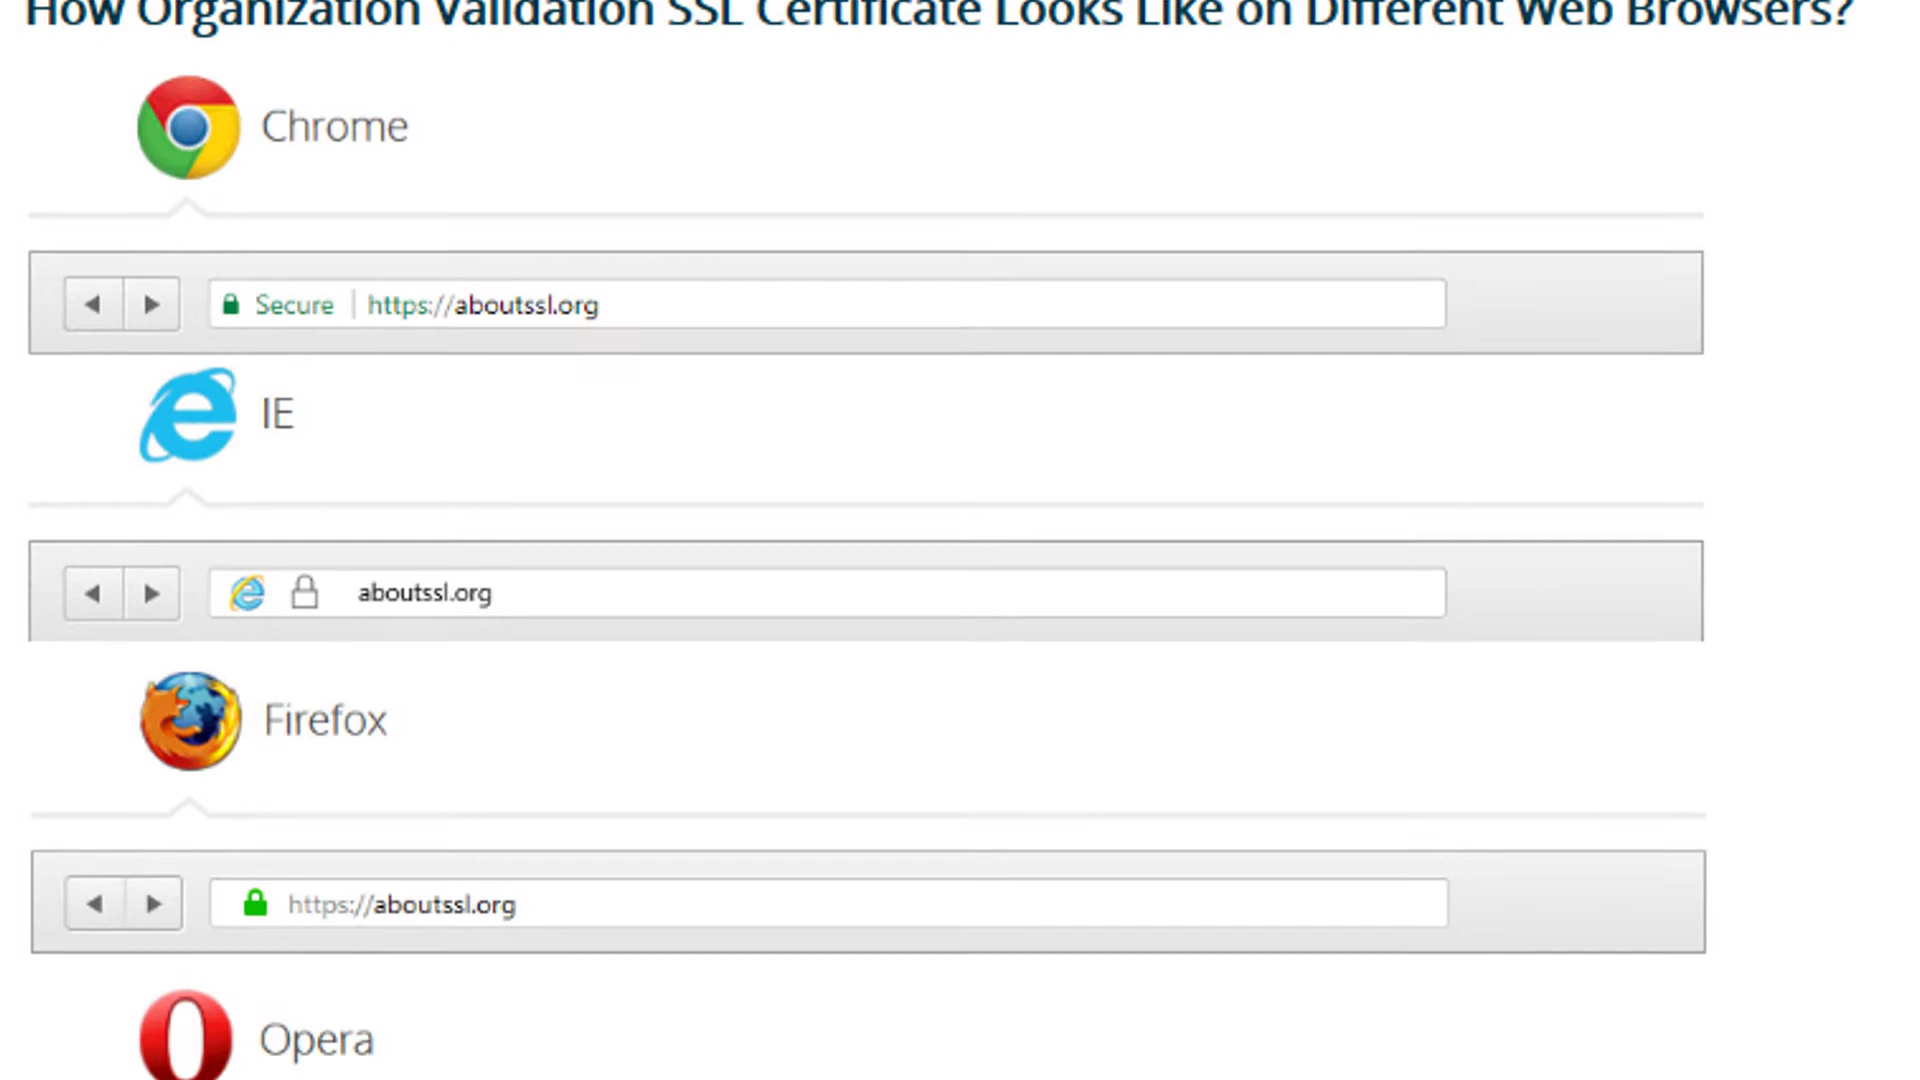 How Organization Validation SSL Certificate Looks Like on Different Web Browsers?
Chrome
Secure | https://aboutssl.org
IE
aboutssl.org
Firefox
https://aboutssl.org
Opera